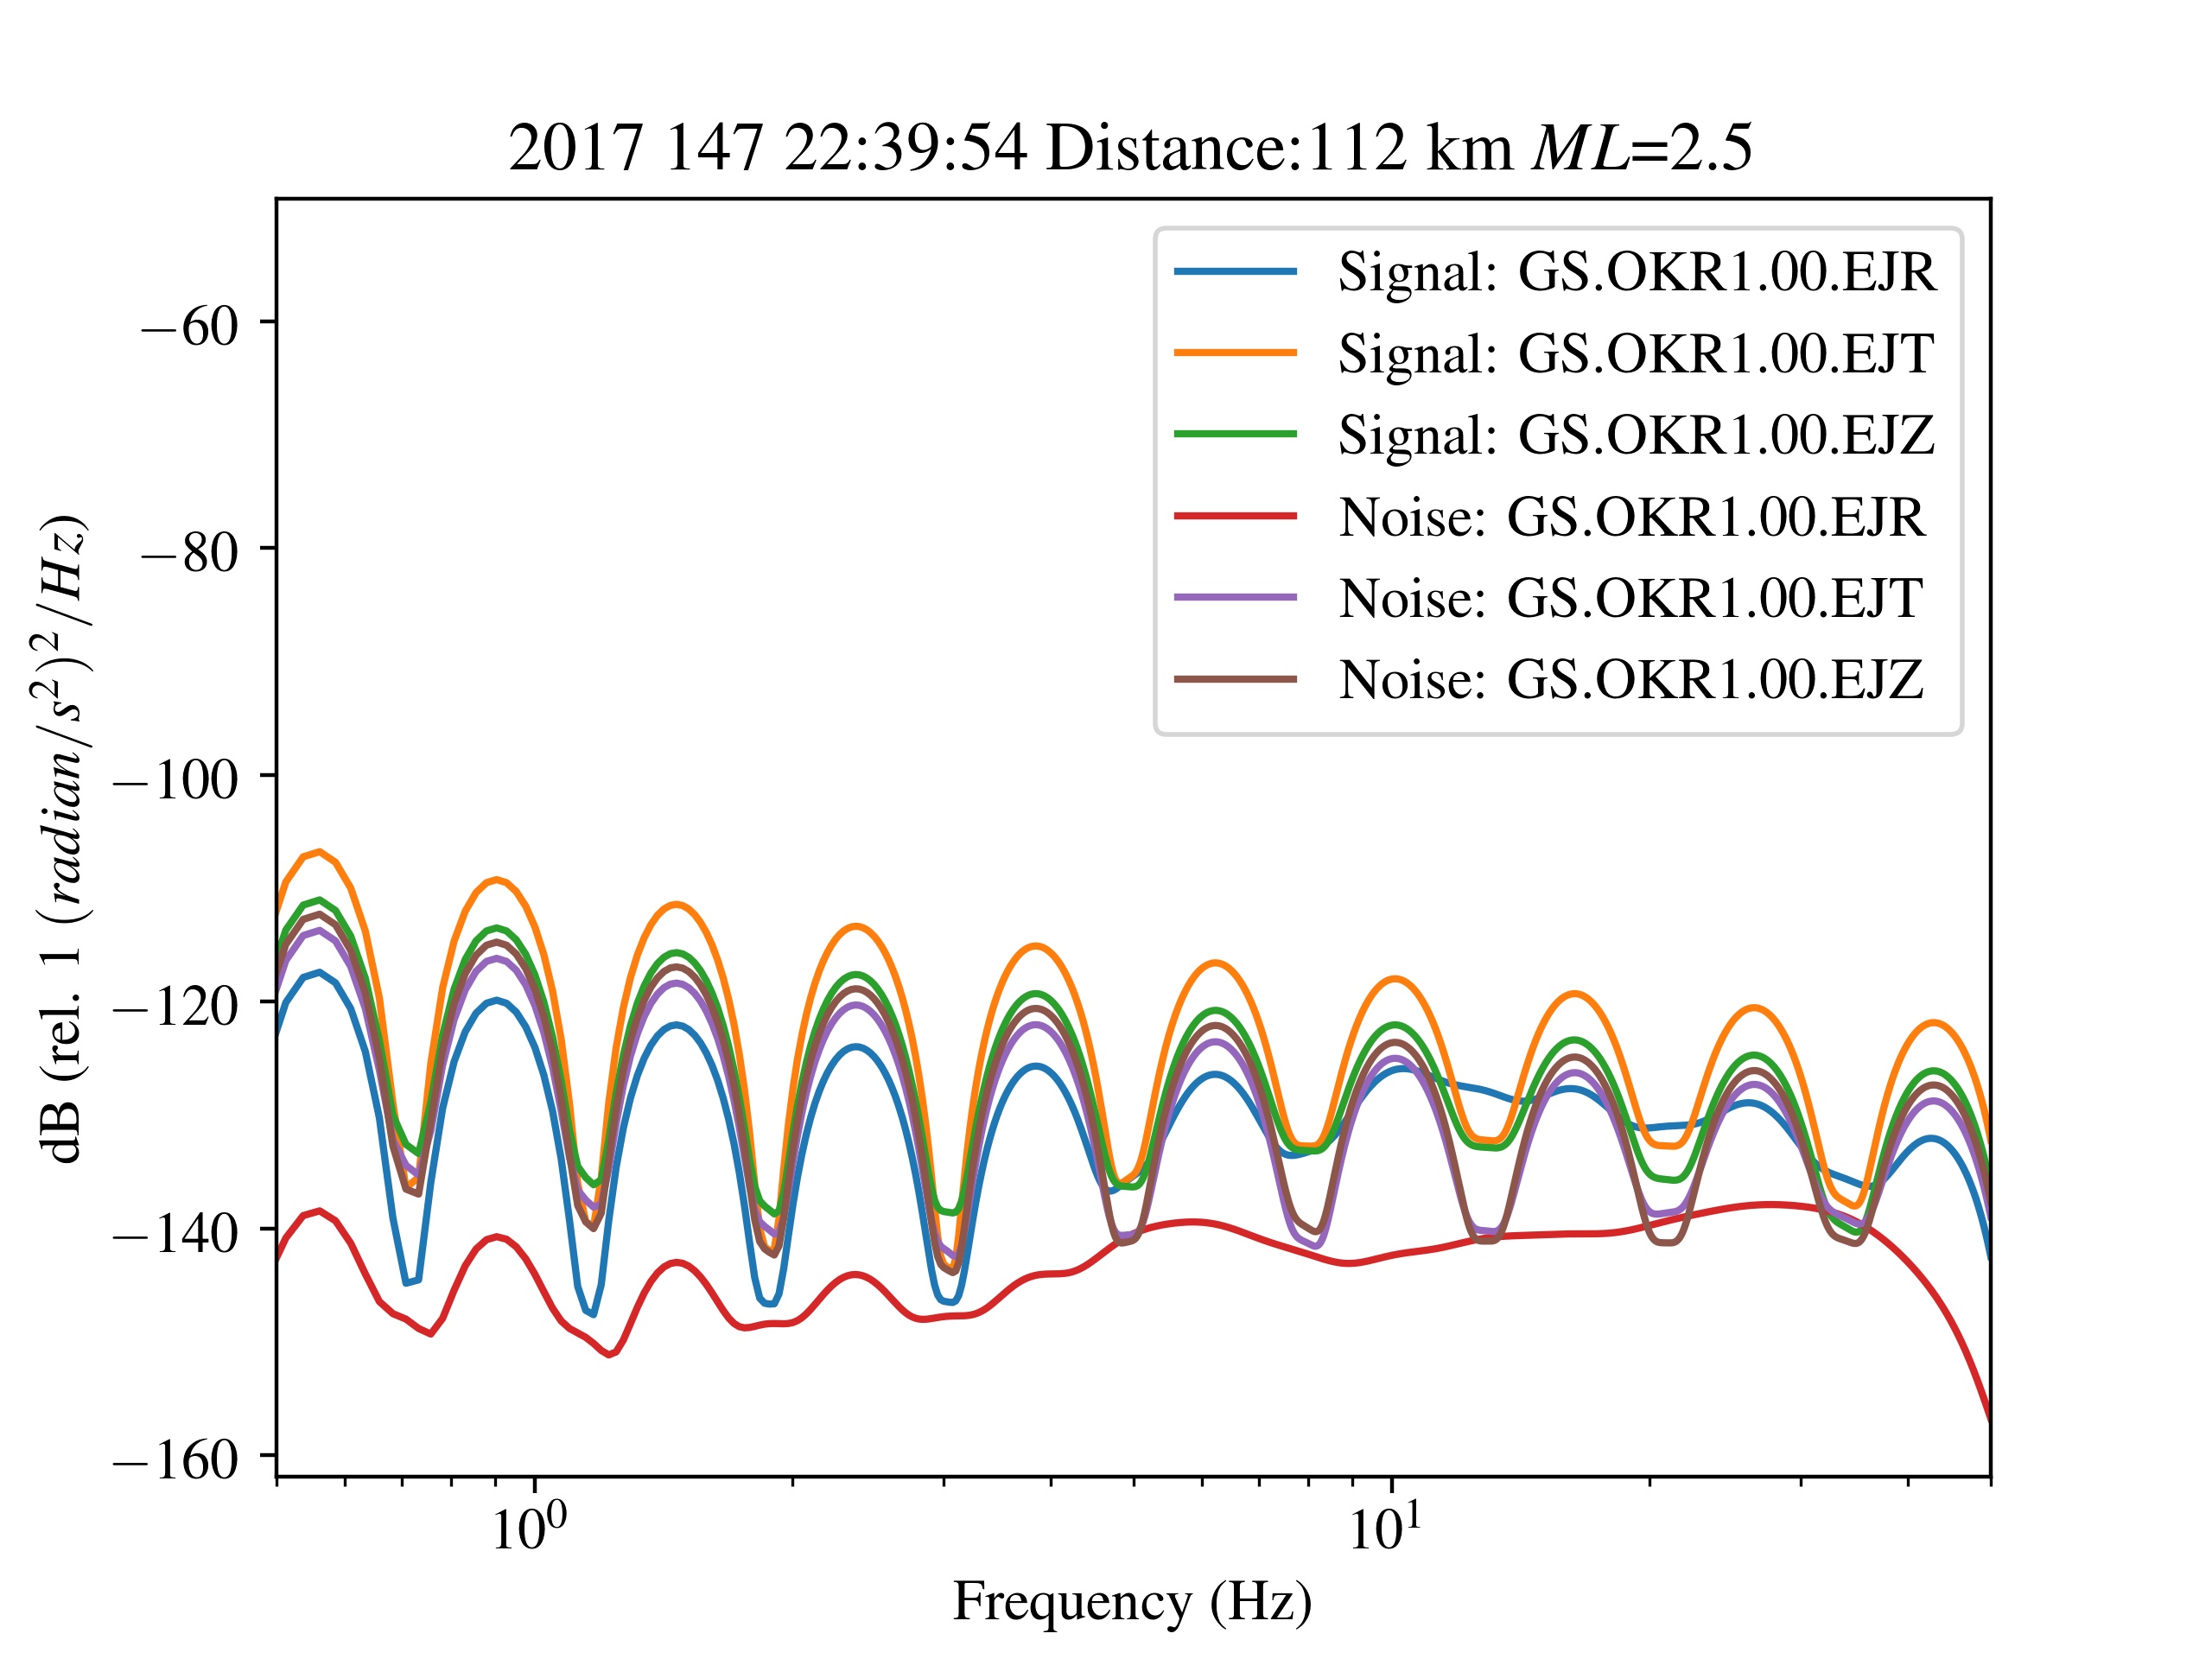 2017 147 22:39:54 Distance:112 km ML=2.5
Signal: GS.OKR1.00.EJR
Signal: GS.OKR1.00.EJT
Signal: GS.OKR1.00.EJZ
Noise: GS.OKR1.00.EJR
Noise: GS.OKR1.00.EJT
Noise: GS.OKR1.00.EJZ
dB (rel. 1 (radian/s²)²/Hz)
−60
−80
−100
−120
−140
−160
10⁰
10¹
Frequency (Hz)